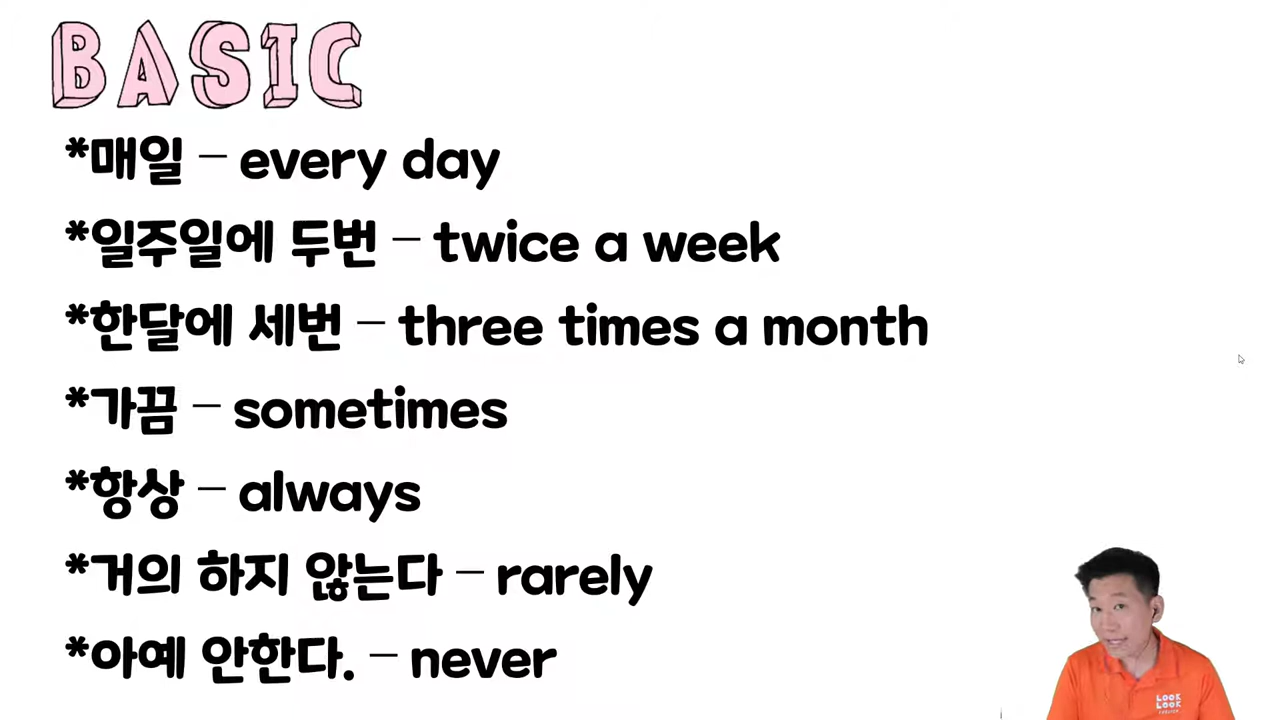 BASIC
*매일 – every day
*일주일에 두번 – twice a week
*한달에 세번 – three times a month
*가끔 – sometimes
*항상 – always
*거의 하지 않는다 – rarely
*아예 안한다. – never
LOOK
LOOK